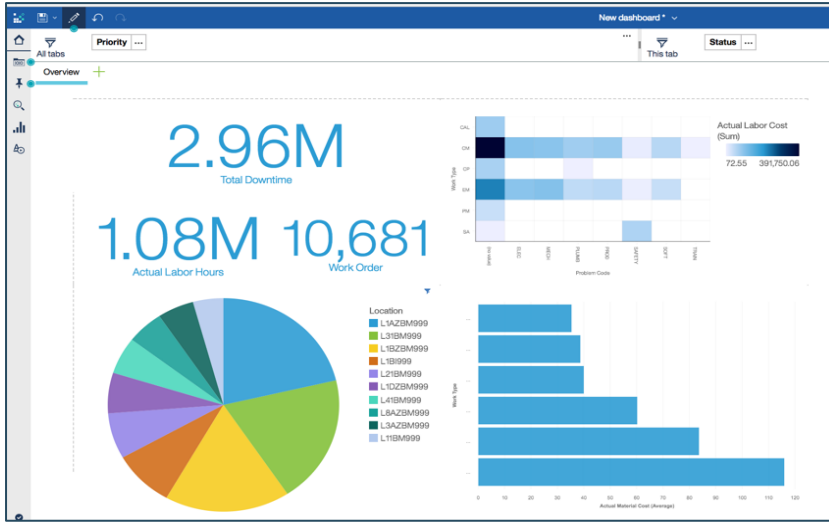 New dashboard *
All tabs
Priority
...
...
This tab
Status
...
Overview
2.96M
Total Downtime
1.08M
Actual Labor Hours
10,681
Work Order
Work Type
CAL
CM
CP
EM
PM
SA
(no value)
ELEC
MECH
PLUMB
PROD
SAFETY
SOFT
TRAIN
Problem Code
Actual Labor Cost
(Sum)
72.55 391,750.06
Location
L1AZBM999
L31BM999
L1BZBM999
L1BI999
L21BM999
L1DZBM999
L41BM999
L8AZBM999
L3AZBM999
L11BM999
Work Type
0 10 20 30 40 50 60 70 80 90 100 110 120
Actual Material Cost (Average)